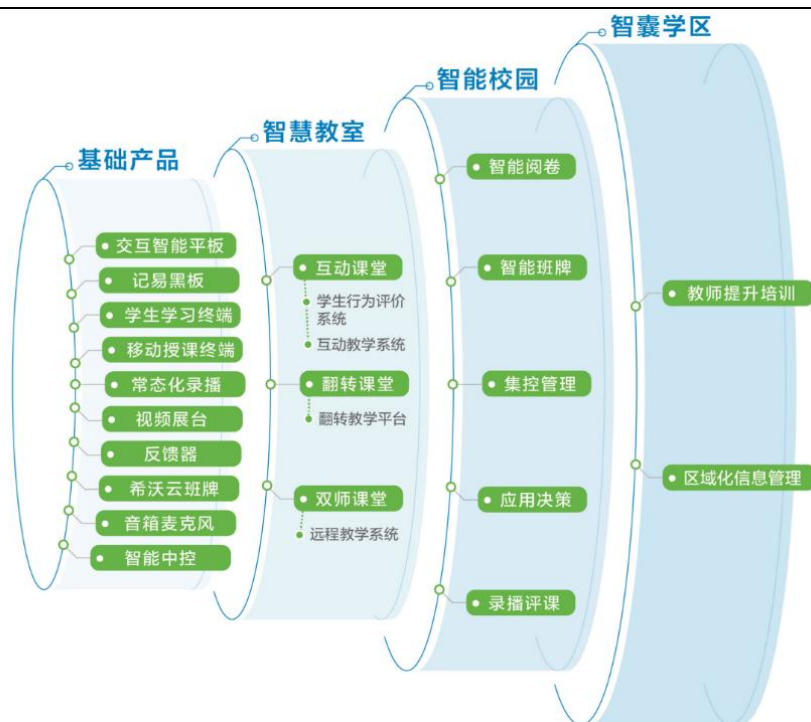 基础产品
交互智能平板
记易黑板
学生学习终端
移动授课终端
常态化录播
视频展台
反馈器
希沃云班牌
音箱麦克风
智能中控
智慧教室
互动课堂
学生行为评价
系统
互动教学系统
翻转课堂
翻转教学平台
双师课堂
远程教学系统
智能校园
智能阅卷
智能班牌
集控管理
应用决策
录播评课
智囊学区
教师提升培训
区域化信息管理